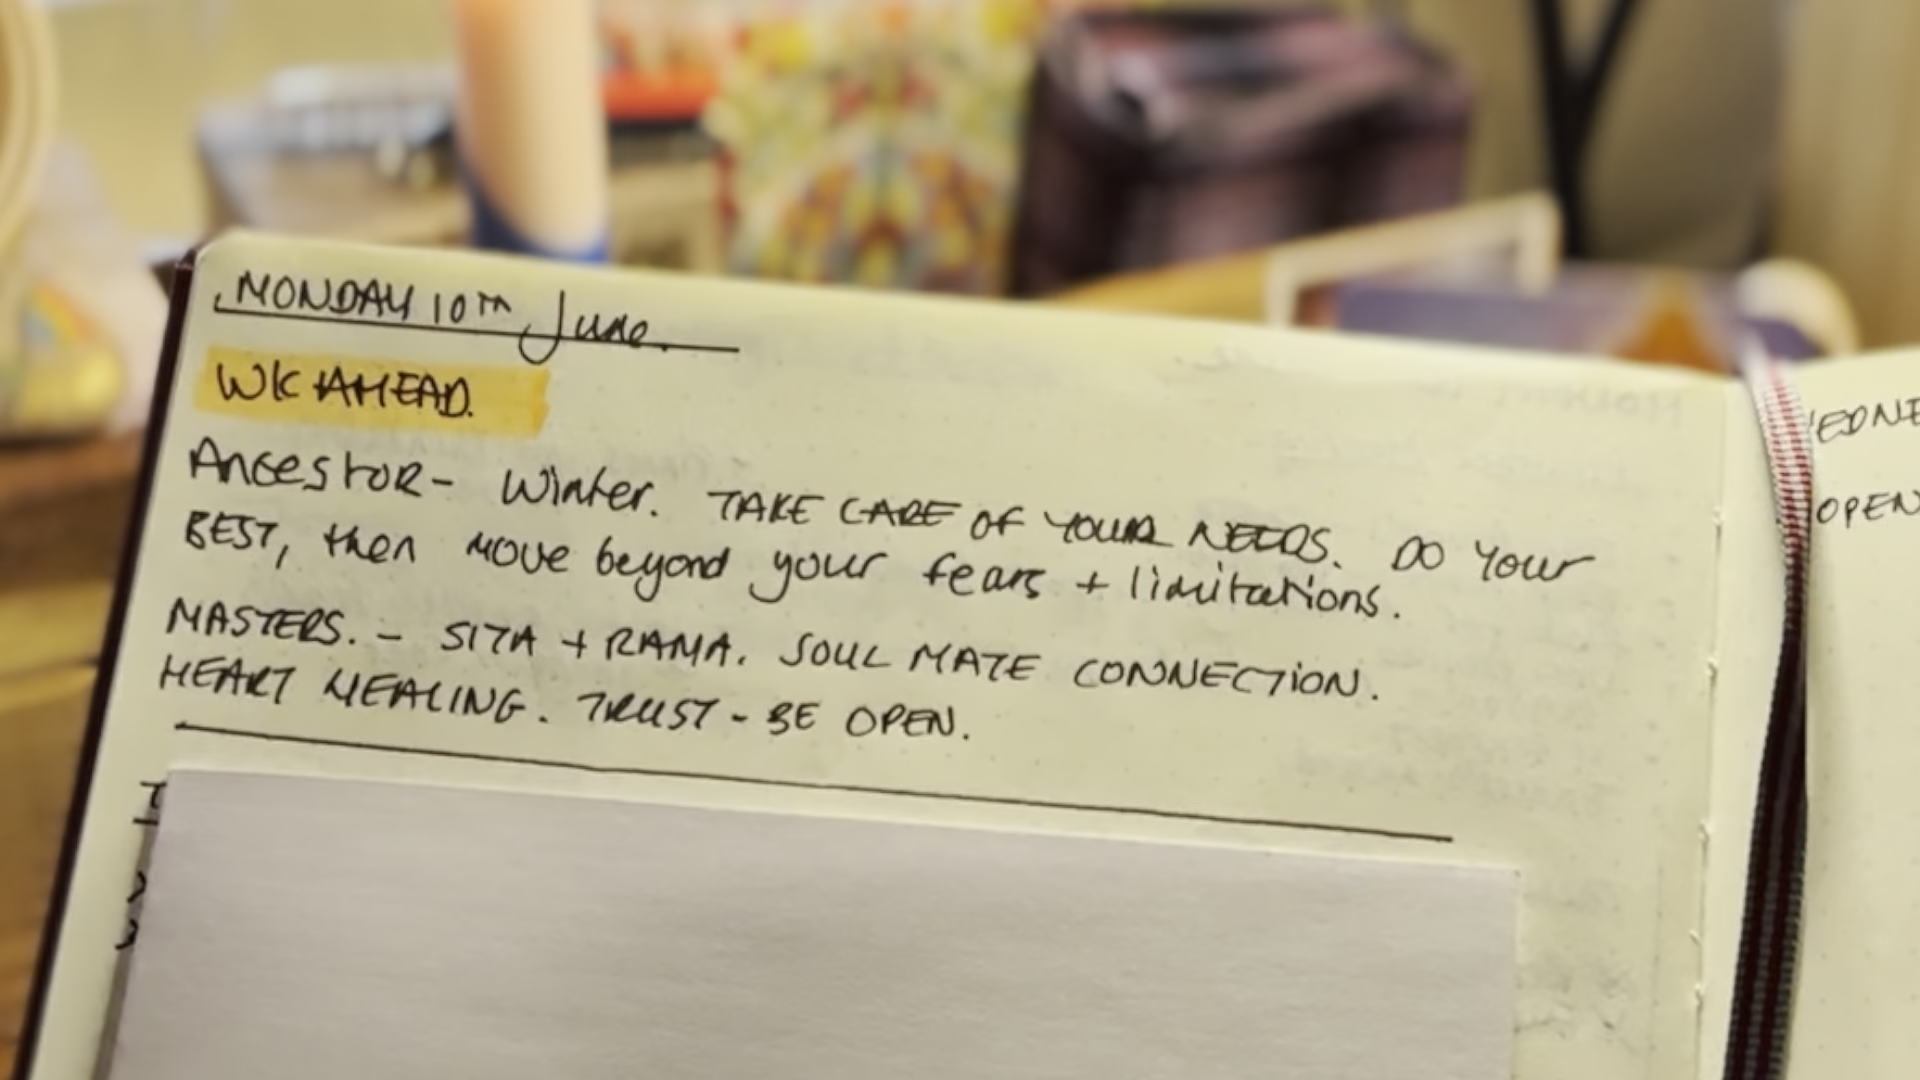 MONDAY 10TH June.
WK AHEAD.
Ancestor - Winter. TAKE CARE OF YOUR NEEDS. DO Your
BEST, then move beyond your fears + limitations.
MASTERS. - SITA + RAMA. SOUL MATE CONNECTION.
HEART HEALING. TRUST - BE OPEN.
EDNE
OPEN